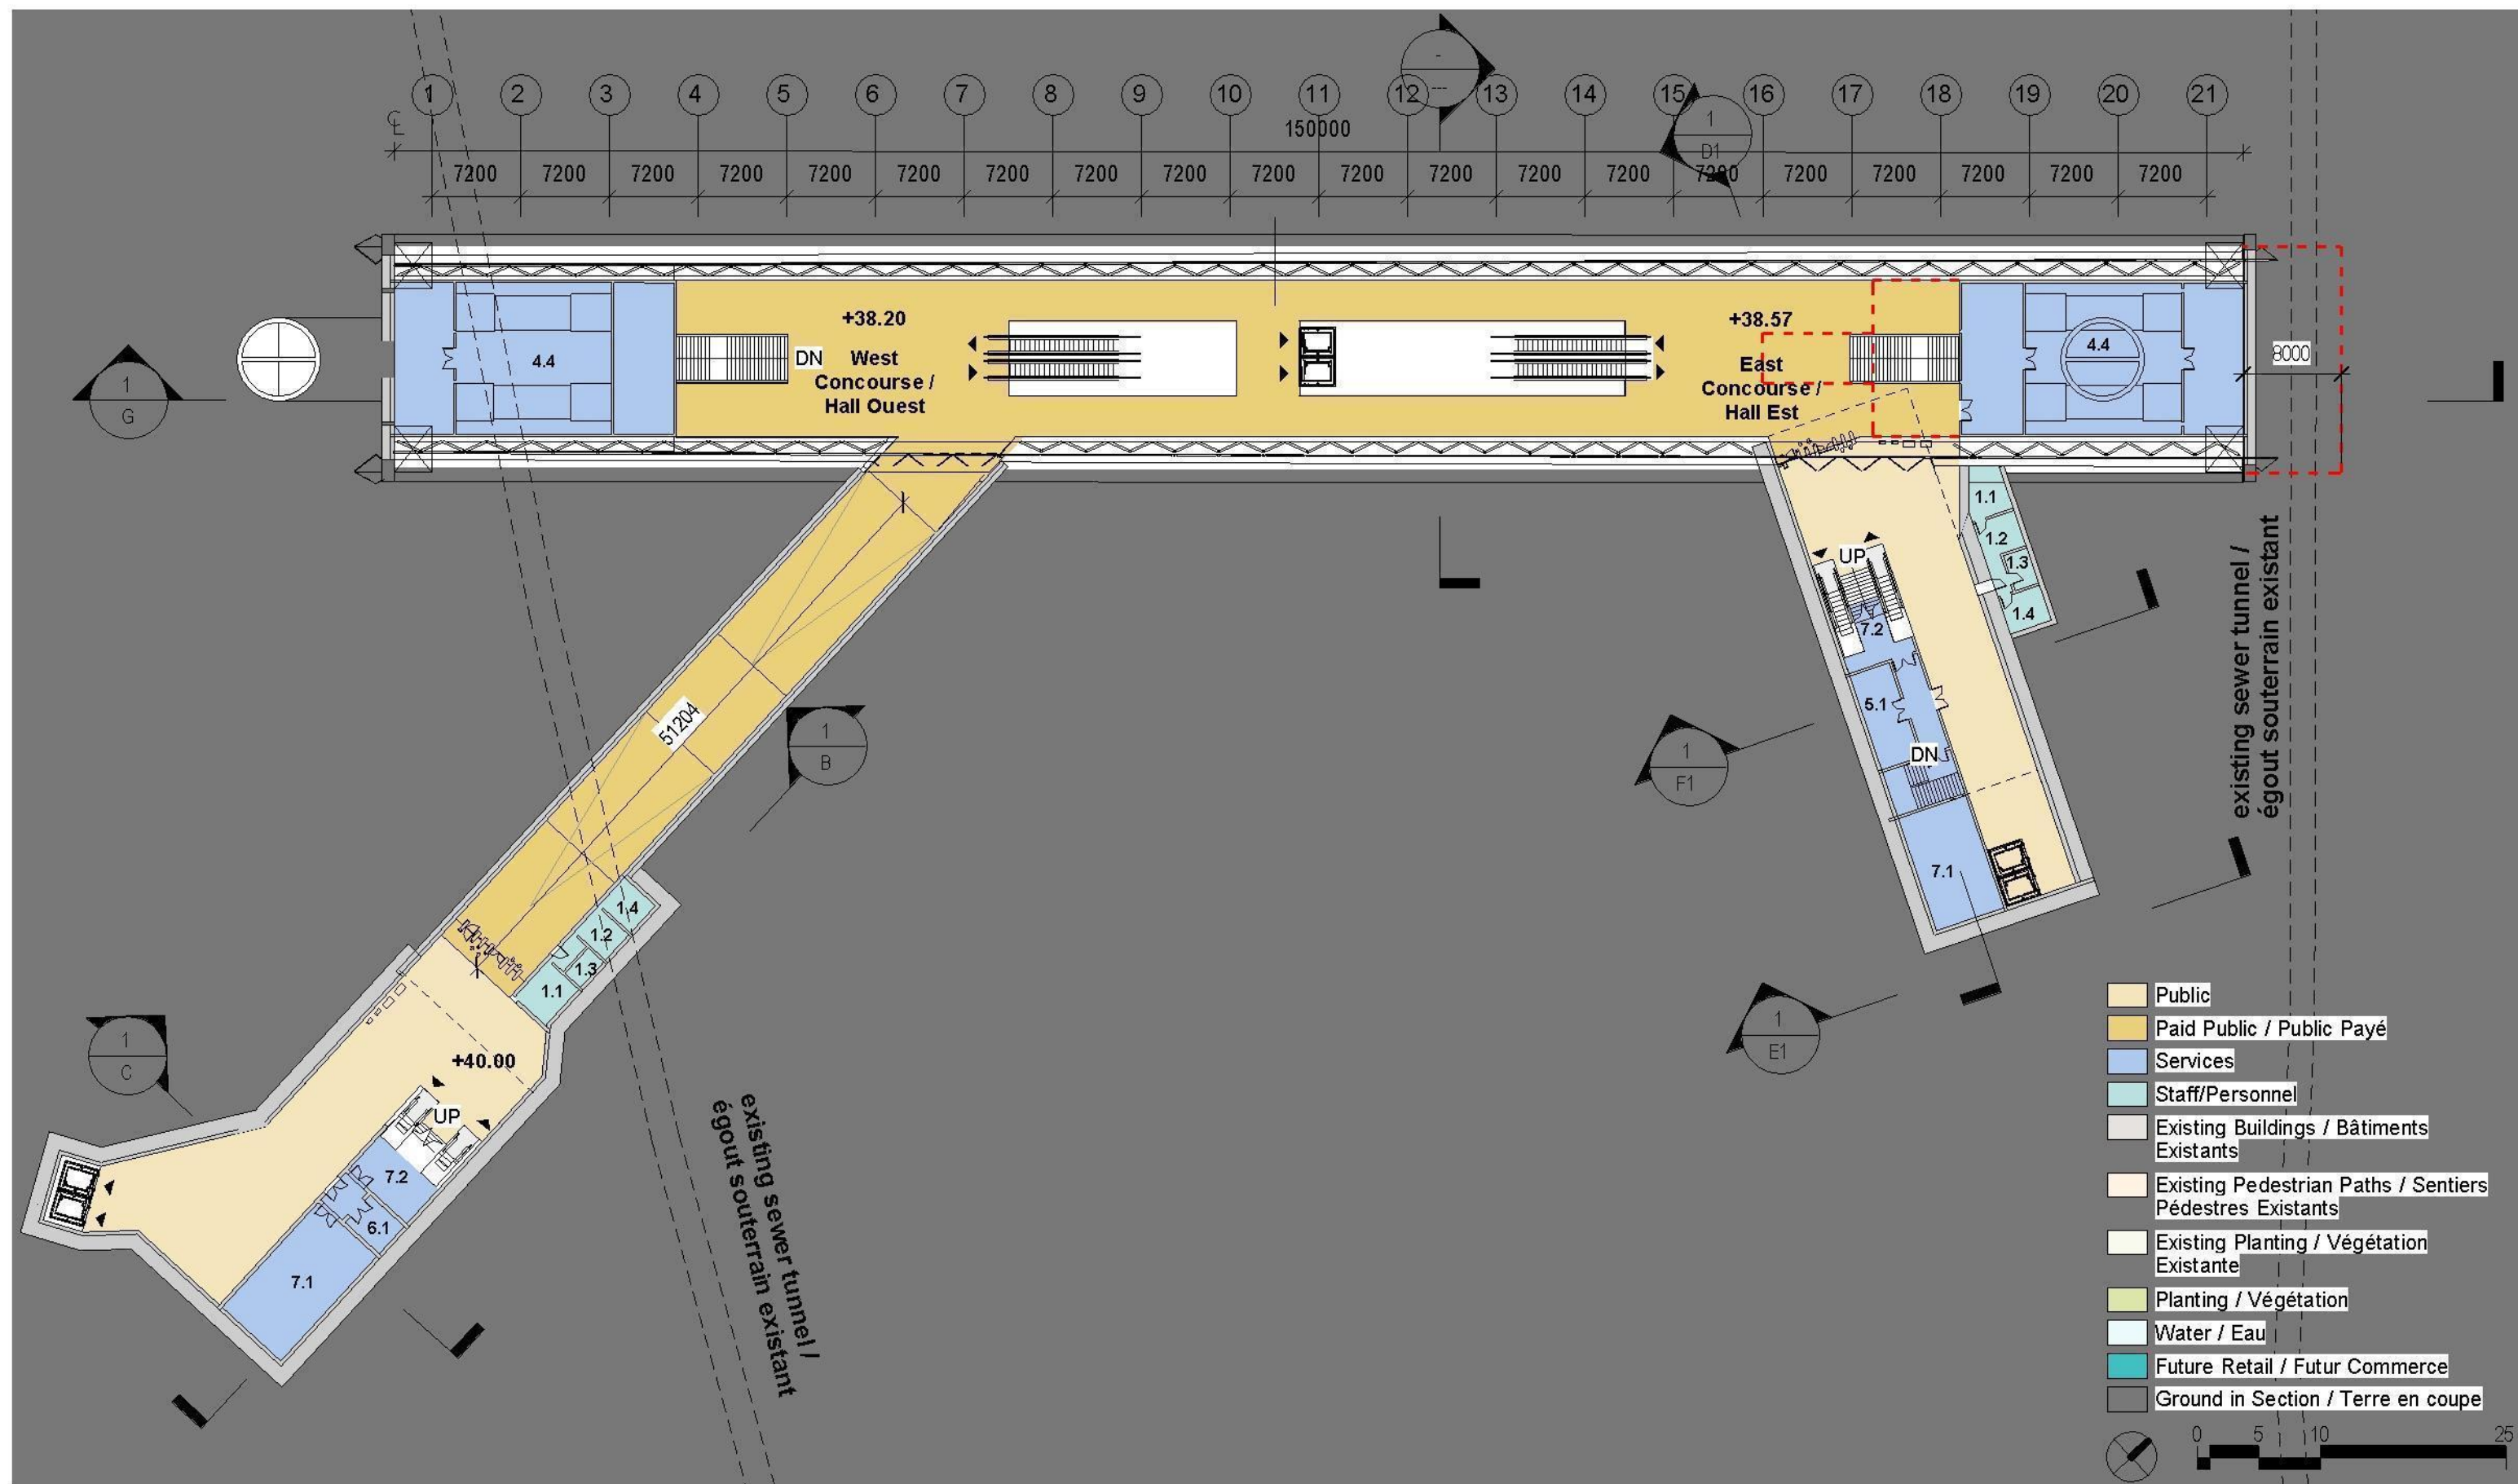 1 2 3 4 5 6 7 8 9 10 11 12 13 14 15 16 17 18 19 20 21
-
---
1
D1
150000
7200 7200 7200 7200 7200 7200 7200 7200 7200 7200 7200 7200 7200 7200 7200 7200 7200 7200 7200 7200
+38.20
West
Concourse /
Hall Ouest
DN
4.4
+38.57
East
Concourse /
Hall Est
4.4
8000
1
G
1.1
1.2
1.3
1.4
UP
7.2
5.1
DN
7.1
51204
1
B
1
F1
1
E1
existing sewer tunnel /
égout souterrain existant
1.4
1.2
1.3
1.1
+40.00
UP
7.2
6.1
7.1
1
C
existing sewer tunnel /
égout souterrain existant
Public
Paid Public / Public Payé
Services
Staff/Personnel
Existing Buildings / Bâtiments
Existants
Existing Pedestrian Paths / Sentiers
Pédestres Existants
Existing Planting / Végétation
Existante
Planting / Végétation
Water / Eau
Future Retail / Futur Commerce
Ground in Section / Terre en coupe
0 5 10 25